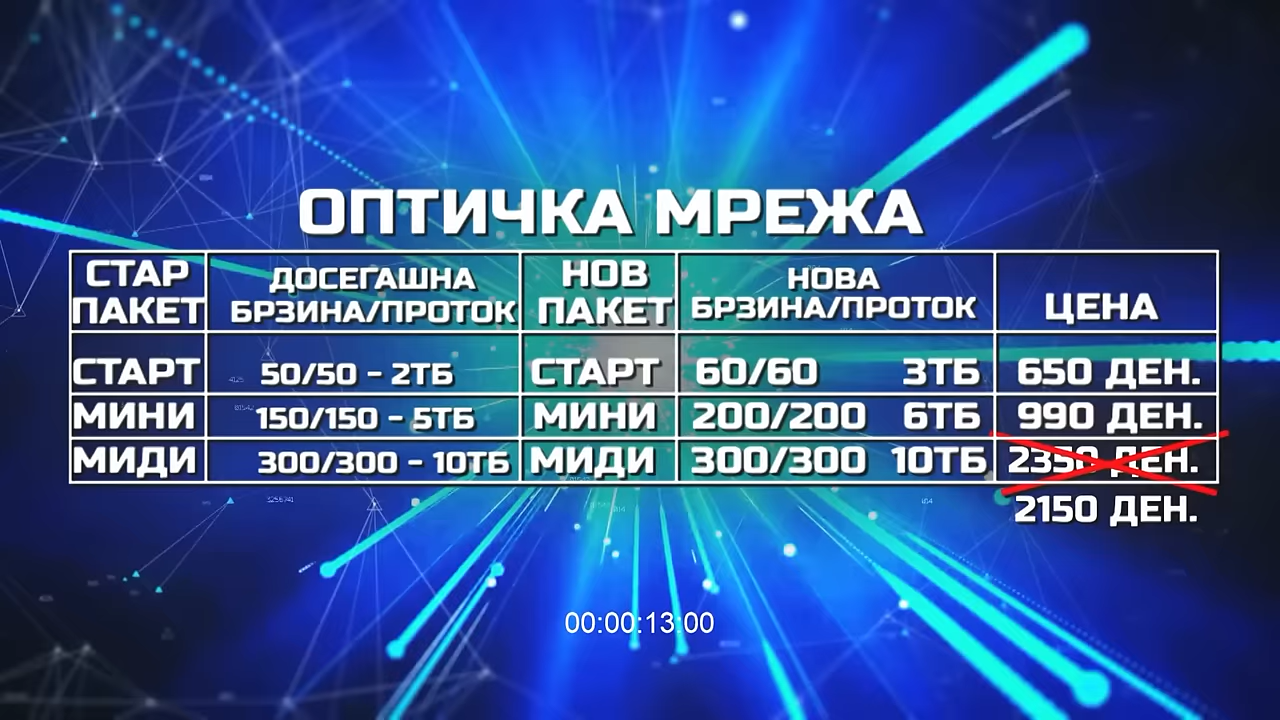 ОПТИЧКА МРЕЖА
СТАР ПАКЕТ ДОСЕГАШНА БРЗИНА/ПРОТОК НОВ ПАКЕТ НОВА БРЗИНА/ПРОТОК ЦЕНА
СТАРТ 50/50 - 2ТБ СТАРТ 60/60 3ТБ 650 ДЕН.
МИНИ 150/150 - 5ТБ МИНИ 200/200 6ТБ 990 ДЕН.
МИДИ 300/300 - 10ТБ МИДИ 300/300 10ТБ 2350 ДЕН.
2150 ДЕН.
00:00:13:00